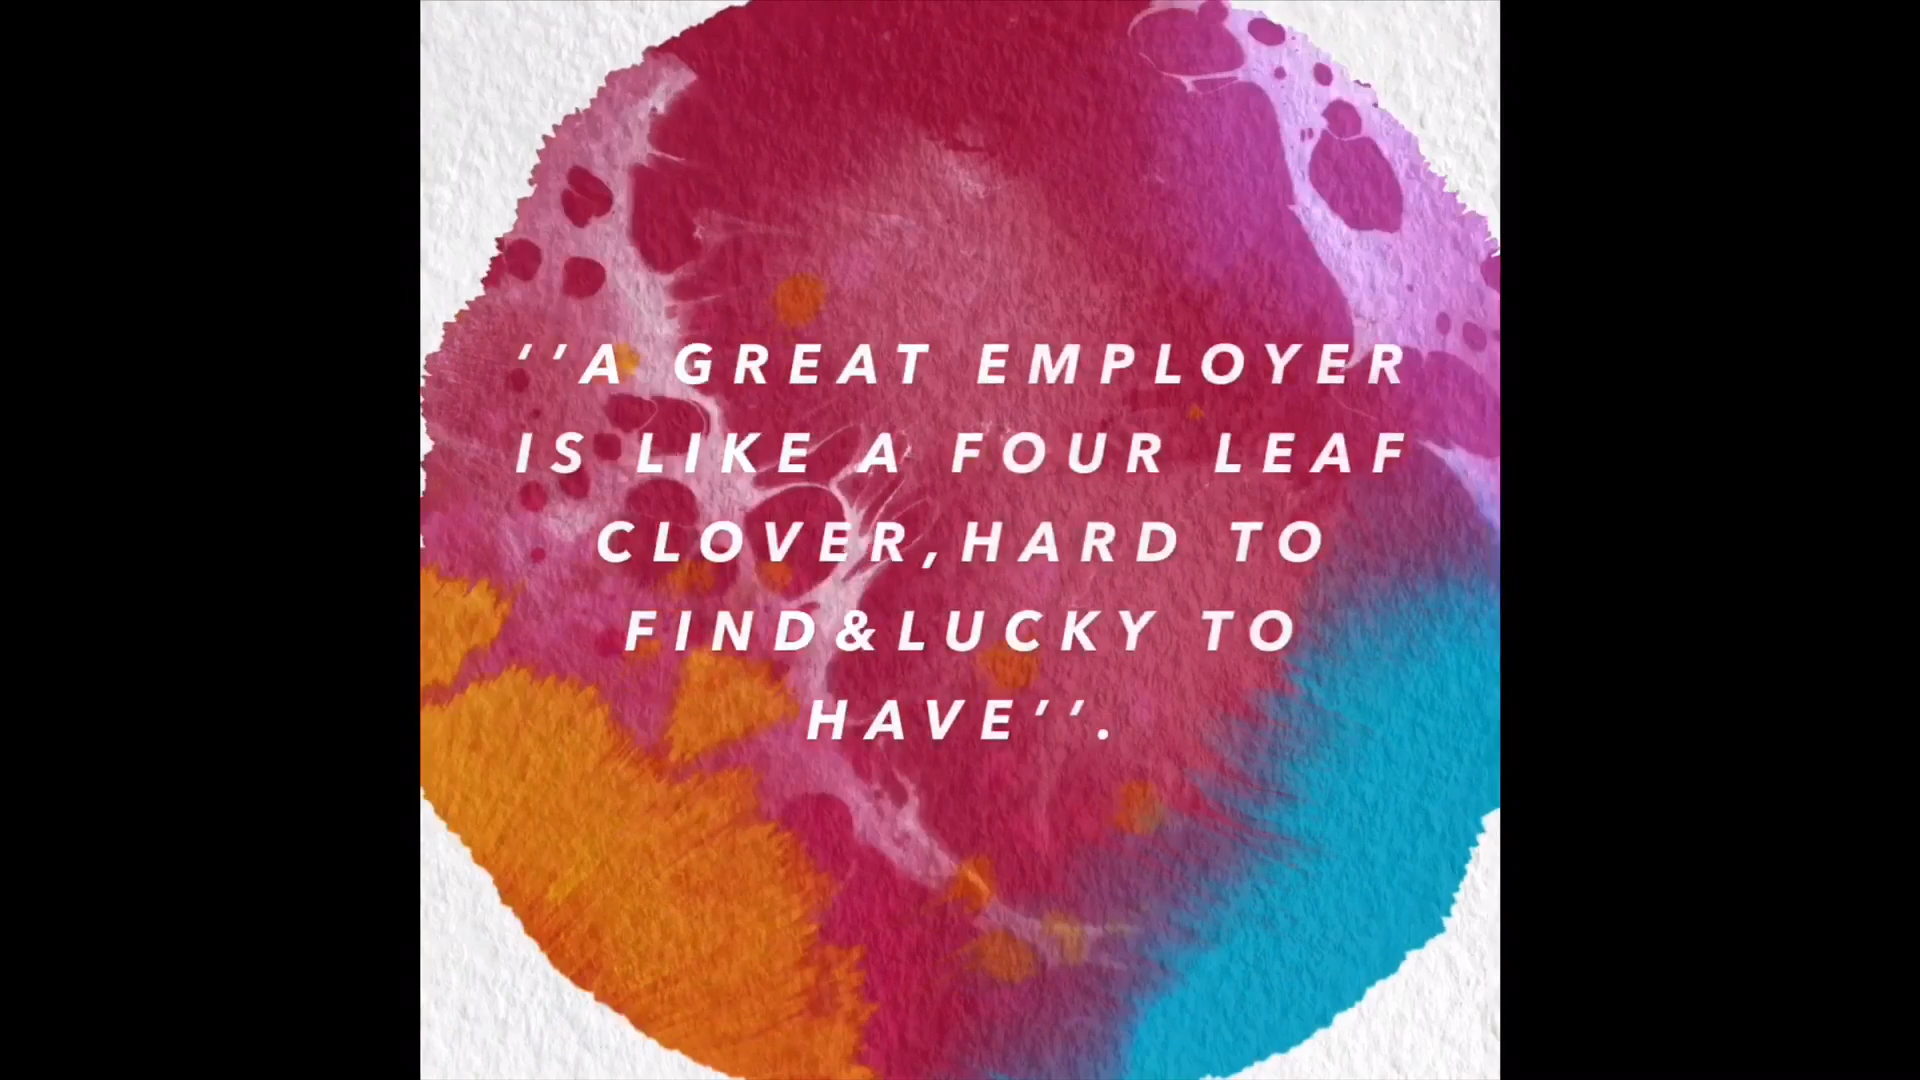 ’’A GREAT EMPLOYER
IS LIKE A FOUR LEAF
CLOVER,HARD TO
FIND&LUCKY TO
HAVE’’.